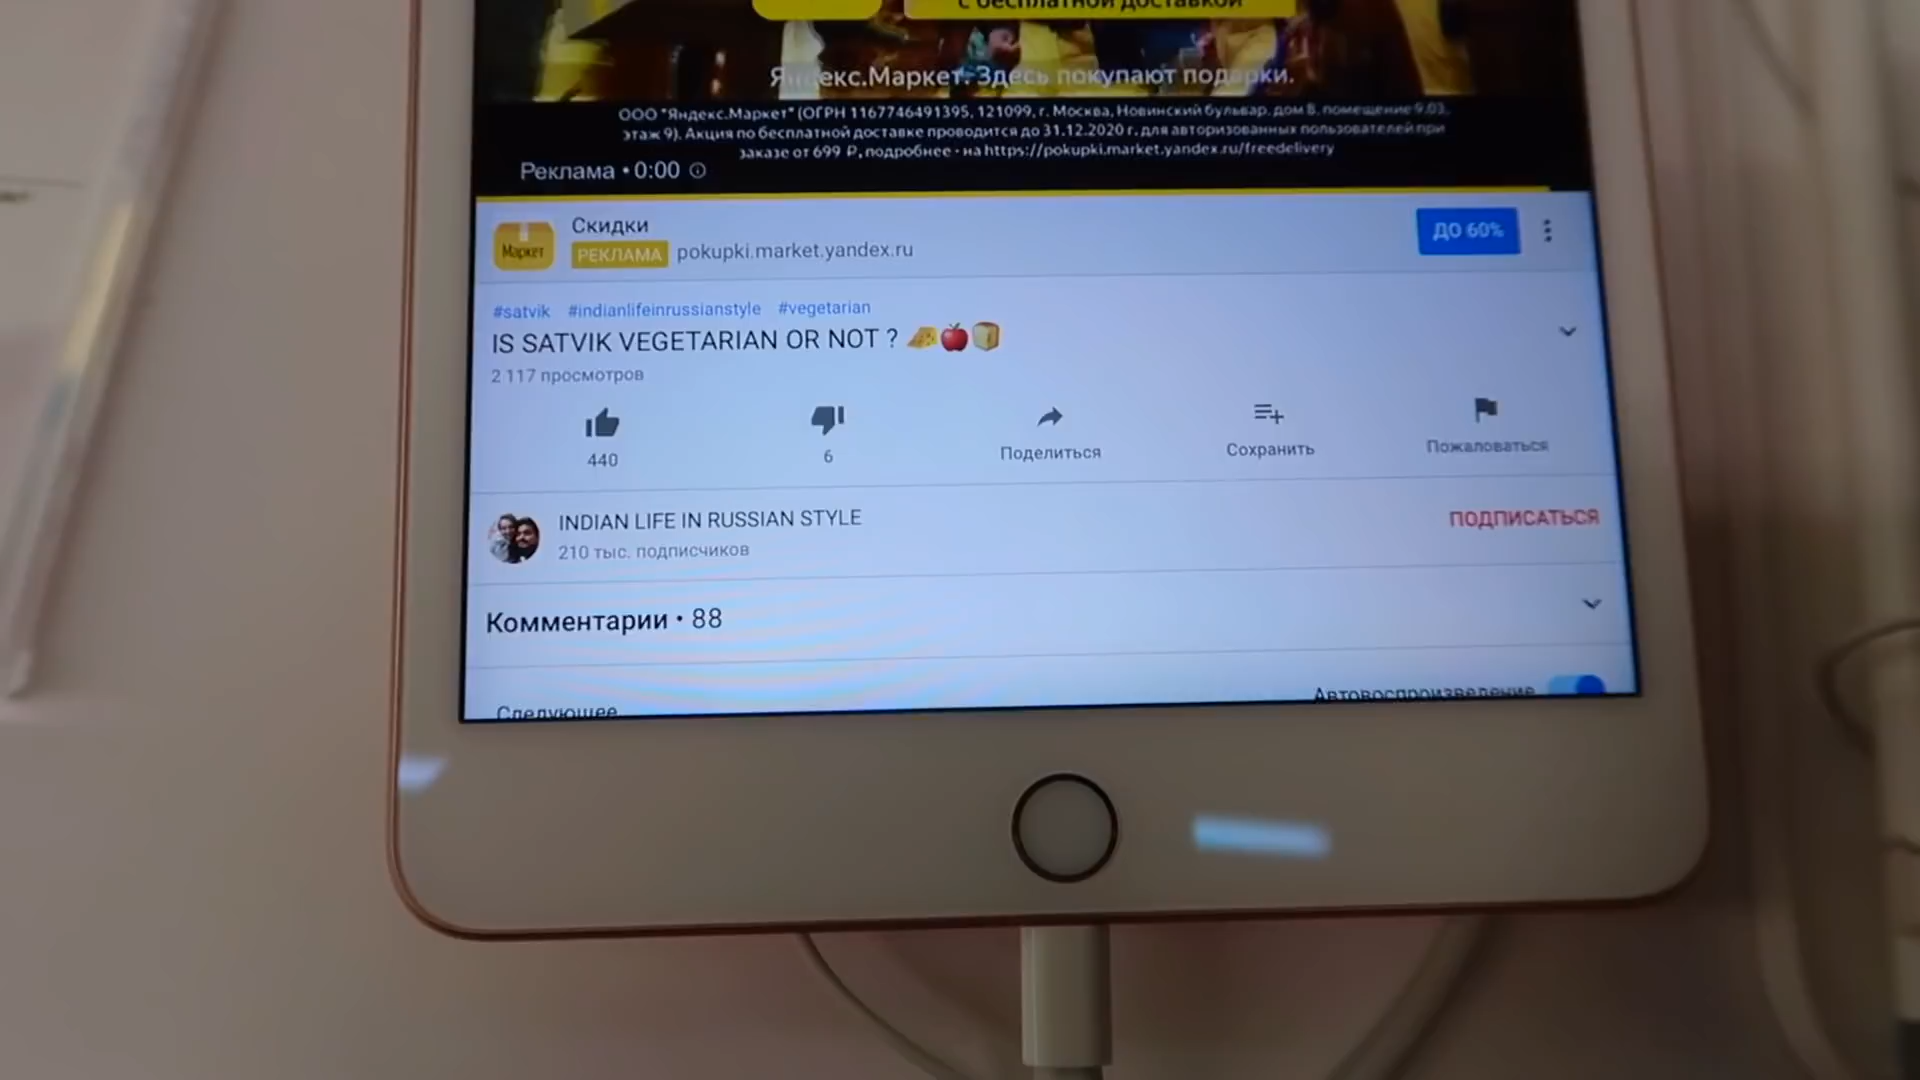 с бесплатной доставкой
Яндекс.Маркет. Здесь покупают подарки.
ООО "Яндекс.Маркет" (ОГРН 1167746491395, 121099, г. Москва, Новинский бульвар, дом 8, помещение 9.03,
этаж 9). Акция по бесплатной доставке проводится до 31.12.2020 г. для авторизованных пользователей при
заказе от 699 ₽, подробнее - на https://pokupki.market.yandex.ru/freedelivery
Реклама • 0:00
Маркет
Скидки
РЕКЛАМА pokupki.market.yandex.ru
ДО 60%
#satvik #indianlifeinrussianstyle #vegetarian
IS SATVIK VEGETARIAN OR NOT ? 🧀🍎🍞
2 117 просмотров
440
6
Поделиться
Сохранить
Пожаловаться
INDIAN LIFE IN RUSSIAN STYLE
210 тыс. подписчиков
ПОДПИСАТЬСЯ
Комментарии • 88
Следующее
Автовоспроизведение